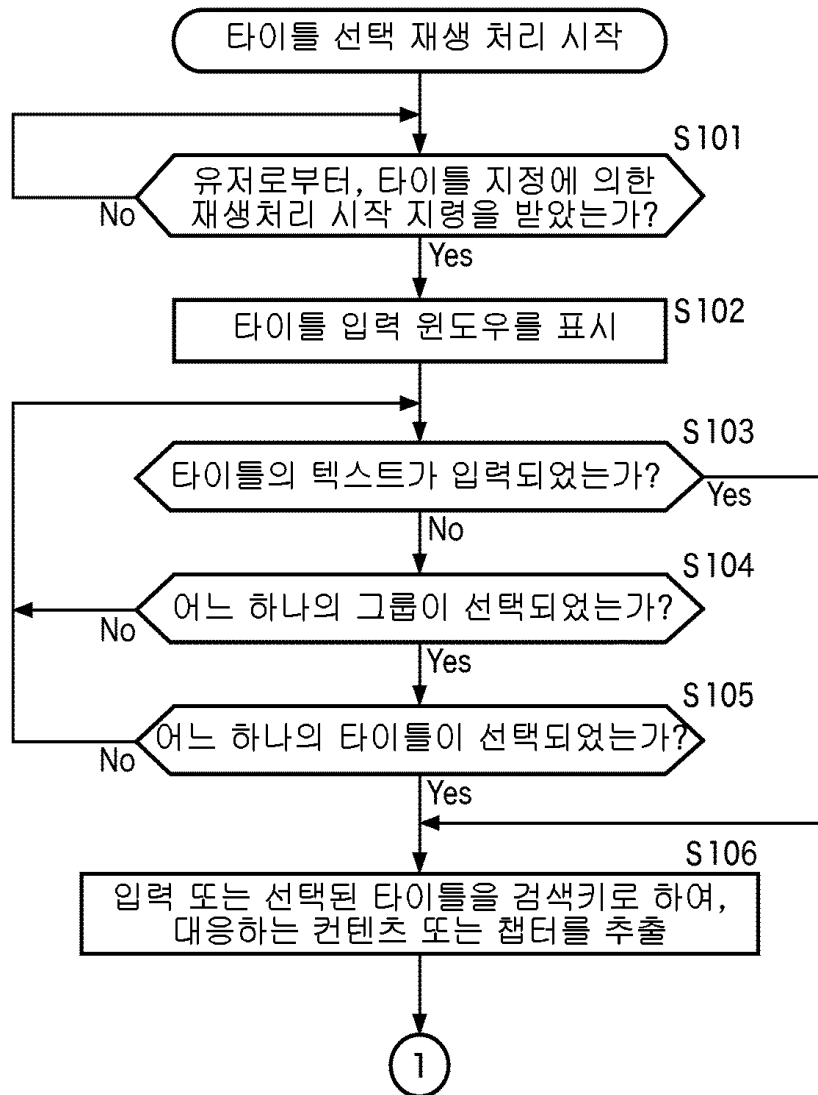 타이틀 선택 재생 처리 시작
S101
유저로부터, 타이틀 지정에 의한
재생처리 시작 지령을 받았는가?
No
Yes
S102
타이틀 입력 윈도우를 표시
S103
타이틀의 텍스트가 입력되었는가?
Yes
No
S104
어느 하나의 그룹이 선택되었는가?
No
Yes
S105
어느 하나의 타이틀이 선택되었는가?
No
Yes
S106
입력 또는 선택된 타이틀을 검색키로 하여,
대응하는 컨텐츠 또는 챕터를 추출
1